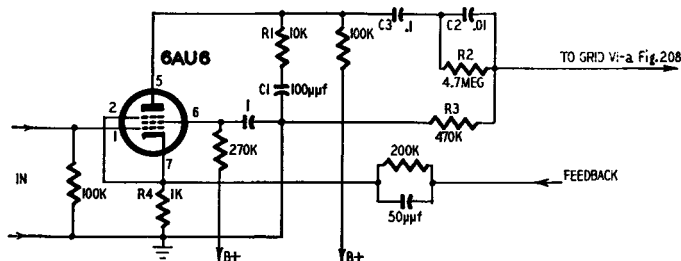 C3 .1
C2 .01
R1 10K
100K
6AU6
R2
4.7MEG
TO GRID V1-a Fig.208
5
C1 100μμf
2
6
1
.1
R3
470K
7
270K
200K
IN
100K
R4 1K
FEEDBACK
50μμf
B+
B+